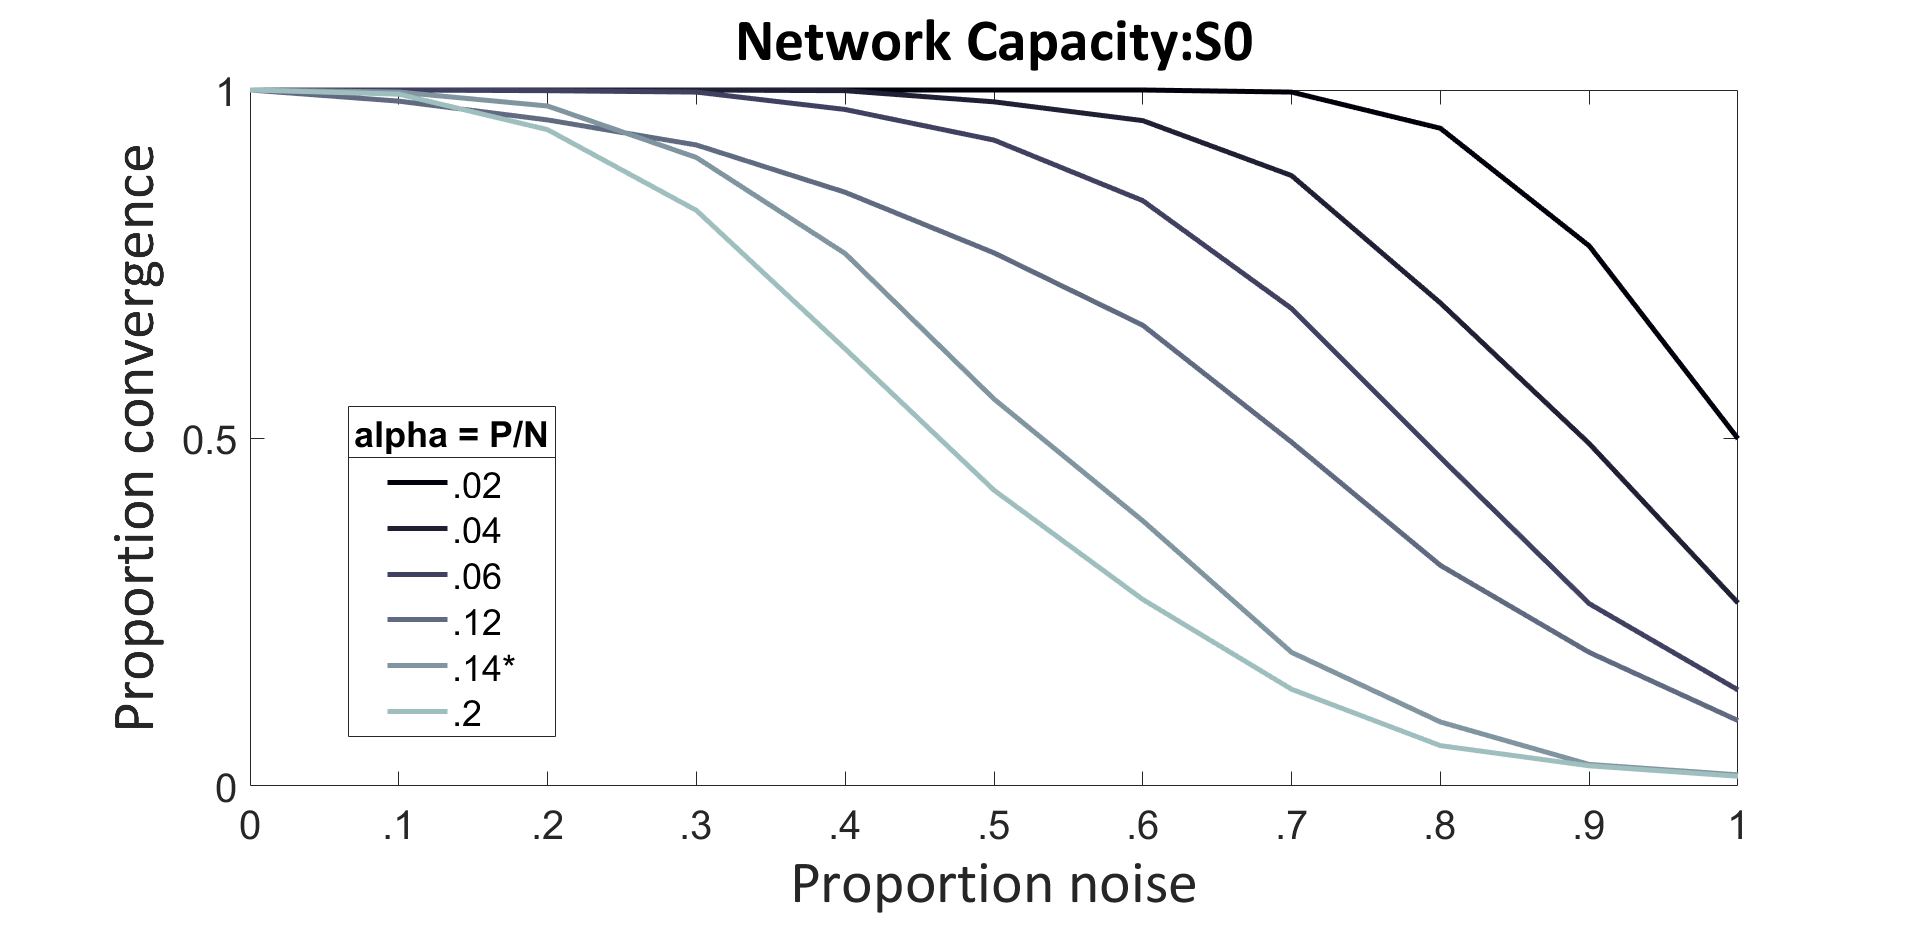 Network Capacity:S0
Proportion convergence
1
0.5
0
alpha = P/N
.02
.04
.06
.12
.14*
.2
0 .1 .2 .3 .4 .5 .6 .7 .8 .9 1
Proportion noise